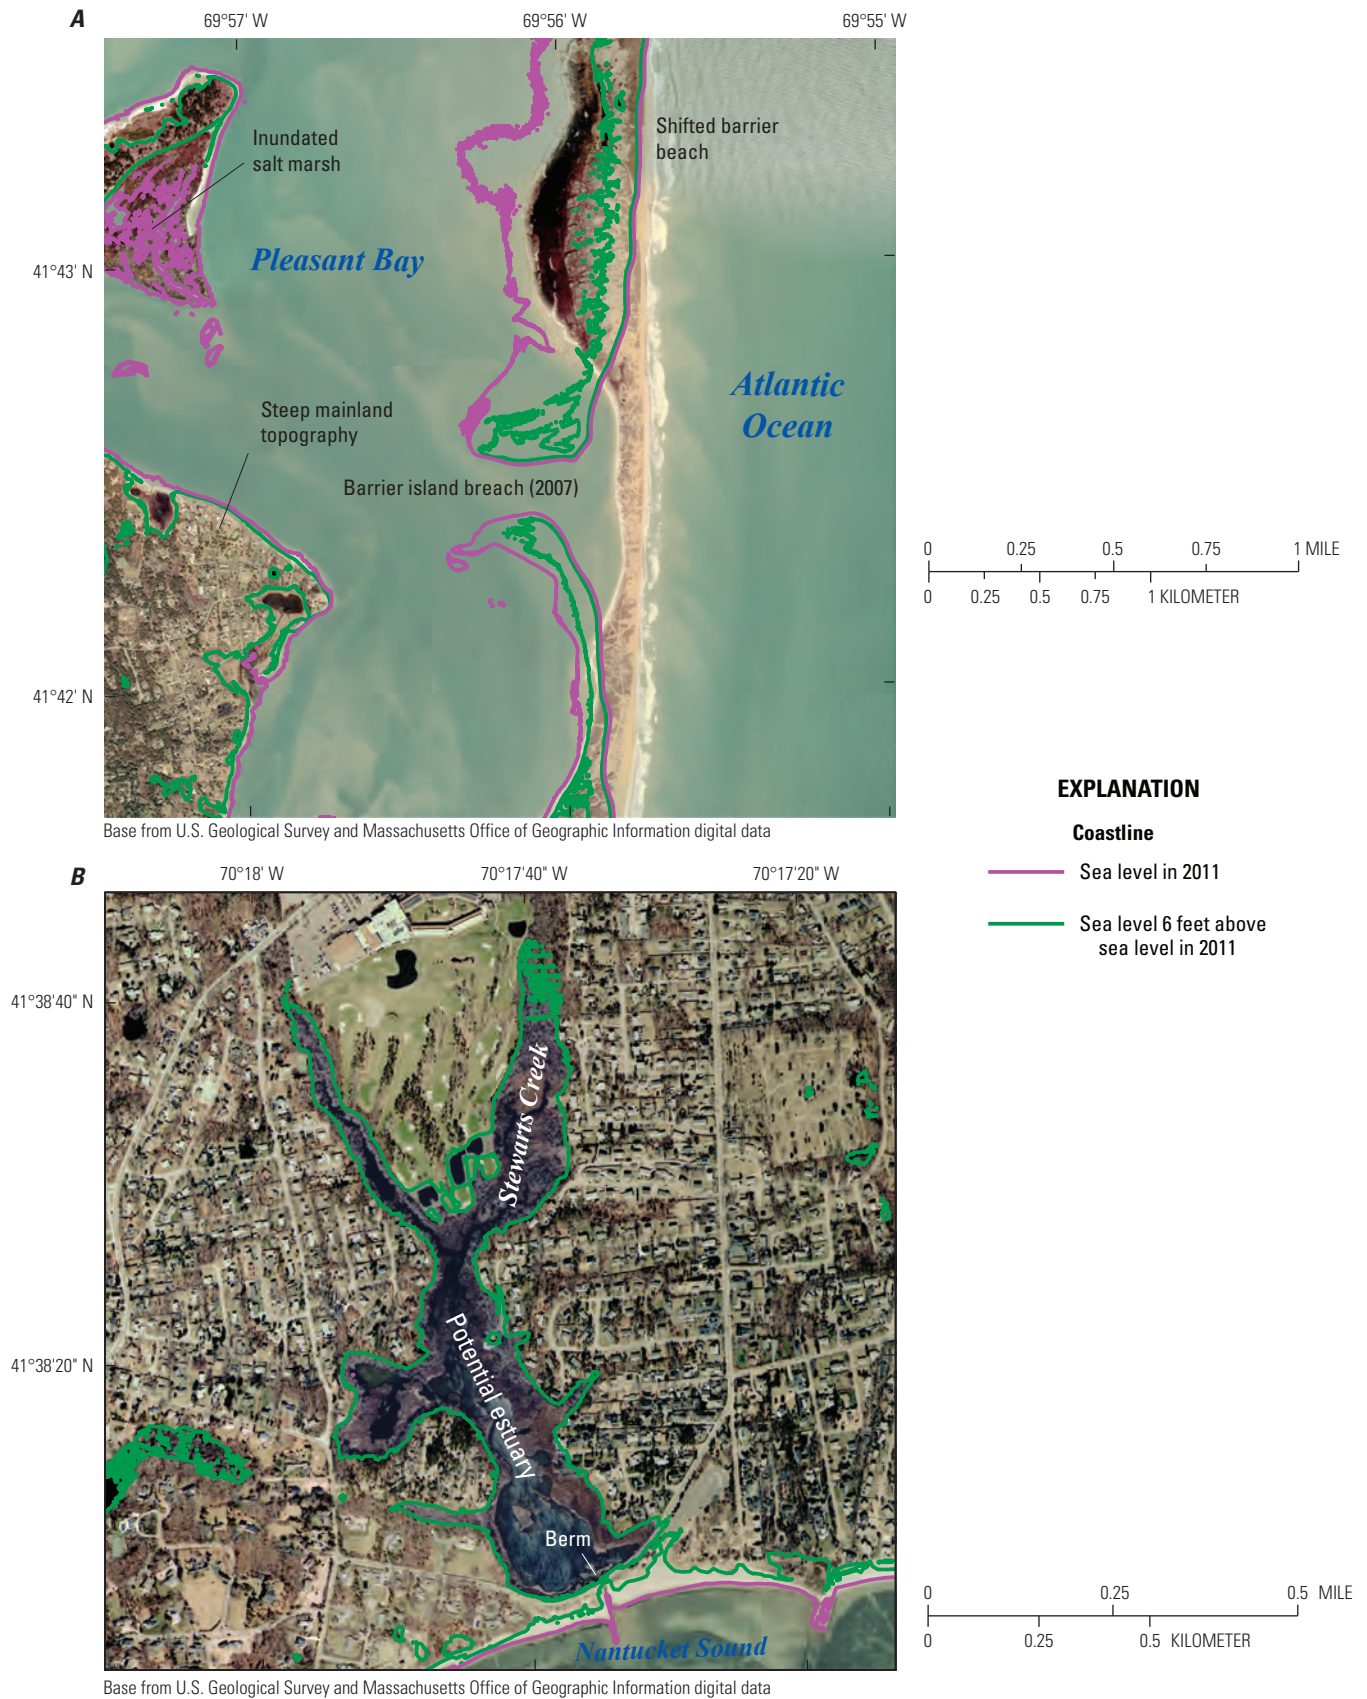 A
69°57' W
69°56' W
69°55' W
Inundated
salt marsh
Shifted barrier
beach
Pleasant Bay
41°43' N
Atlantic
Ocean
Steep mainland
topography
Barrier island breach (2007)
0 0.25 0.5 0.75 1 MILE
0 0.25 0.5 0.75 1 KILOMETER
41°42' N
Base from U.S. Geological Survey and Massachusetts Office of Geographic Information digital data
EXPLANATION
Coastline
Sea level in 2011
Sea level 6 feet above
sea level in 2011
B
70°18' W
70°17'40" W
70°17'20" W
41°38'40" N
Stewarts Creek
41°38'20" N
Potential estuary
Berm
Nantucket Sound
0 0.25 0.5 MILE
0 0.25 0.5 KILOMETER
Base from U.S. Geological Survey and Massachusetts Office of Geographic Information digital data